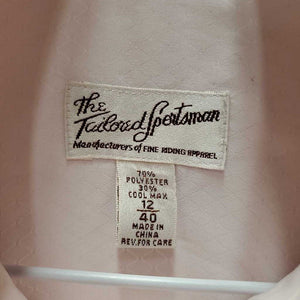 The
Tailored Sportsman
Manufacturers of FINE RIDING APPAREL
70%
POLYESTER
30%
COOL MAX
12
40
MADE IN
CHINA
REV. FOR CARE